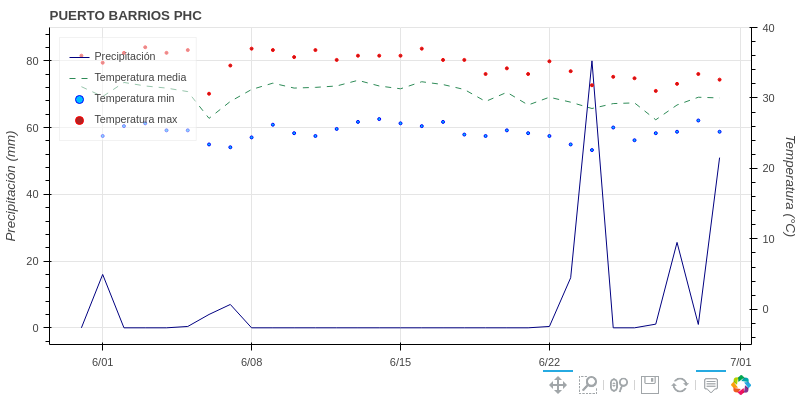 PUERTO BARRIOS PHC
Precipitación
Temperatura media
Temperatura min
Temperatura max
Precipitación (mm)
80
60
40
20
0
Temperatura (°C)
40
30
20
10
0
6/01
6/08
6/15
6/22
7/01